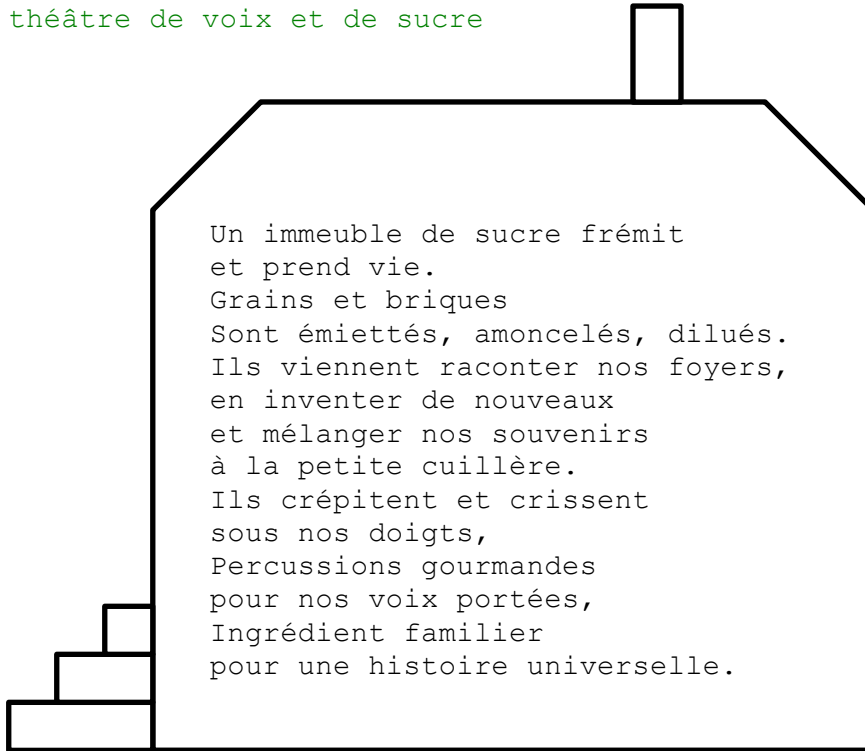 théâtre de voix et de sucre
Un immeuble de sucre frémit
et prend vie.
Grains et briques
Sont émiettés, amoncelés, dilués.
Ils viennent raconter nos foyers,
en inventer de nouveaux
et mélanger nos souvenirs
à la petite cuillère.
Ils crépitent et crissent
sous nos doigts,
Percussions gourmandes
pour nos voix portées,
Ingrédient familier
pour une histoire universelle.